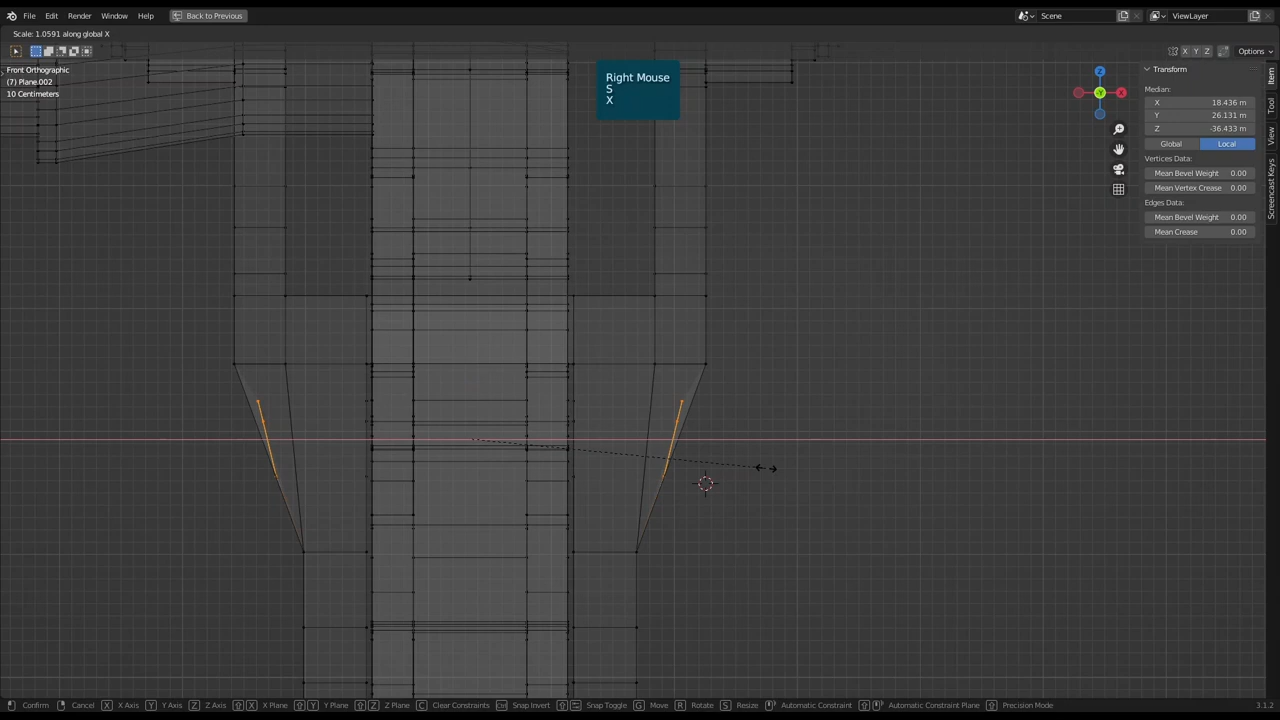 File Edit Render Window Help Back to Previous Scene ViewLayer
Scale: 1.0591 along global X
X Y Z Options
Front Orthographic
(7) Plane.002
10 Centimeters
Right Mouse
S
X
Z
X
Y
Transform
Median:
X 18.436 m
Y 26.131 m
Z -36.433 m
Global Local
Vertices Data:
Mean Bevel Weight 0.00
Mean Vertex Crease 0.00
Edges Data:
Mean Bevel Weight 0.00
Mean Crease 0.00
Item
Tool
View
Screencast Keys
Confirm Cancel X X Axis Y Y Axis Z Z Axis X X Plane Y Y Plane Z Z Plane C Clear Constraints Ctrl Snap Invert Snap Toggle G Move R Rotate S Resize Automatic Constraint Automatic Constraint Plane Precision Mode 3.1.2